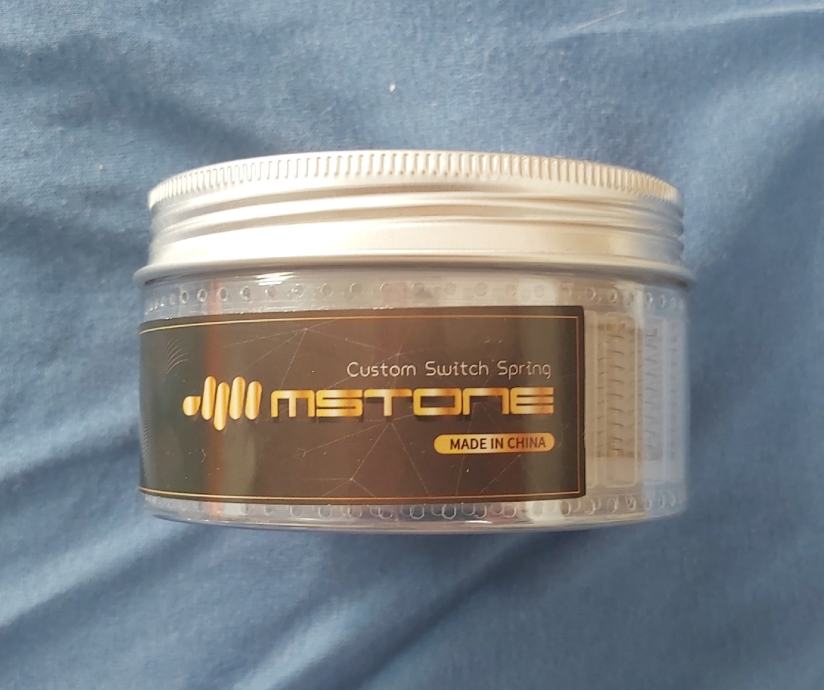 Custom Switch Spring
MSTONE
MADE IN CHINA